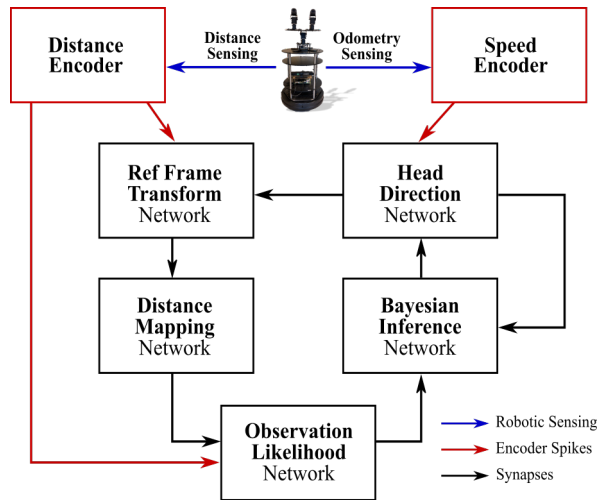 Distance
Encoder
Distance
Sensing
Odometry
Sensing
Speed
Encoder
Ref Frame
Transform
Network
Head
Direction
Network
Distance
Mapping
Network
Bayesian
Inference
Network
Observation
Likelihood
Network
Robotic Sensing
Encoder Spikes
Synapses